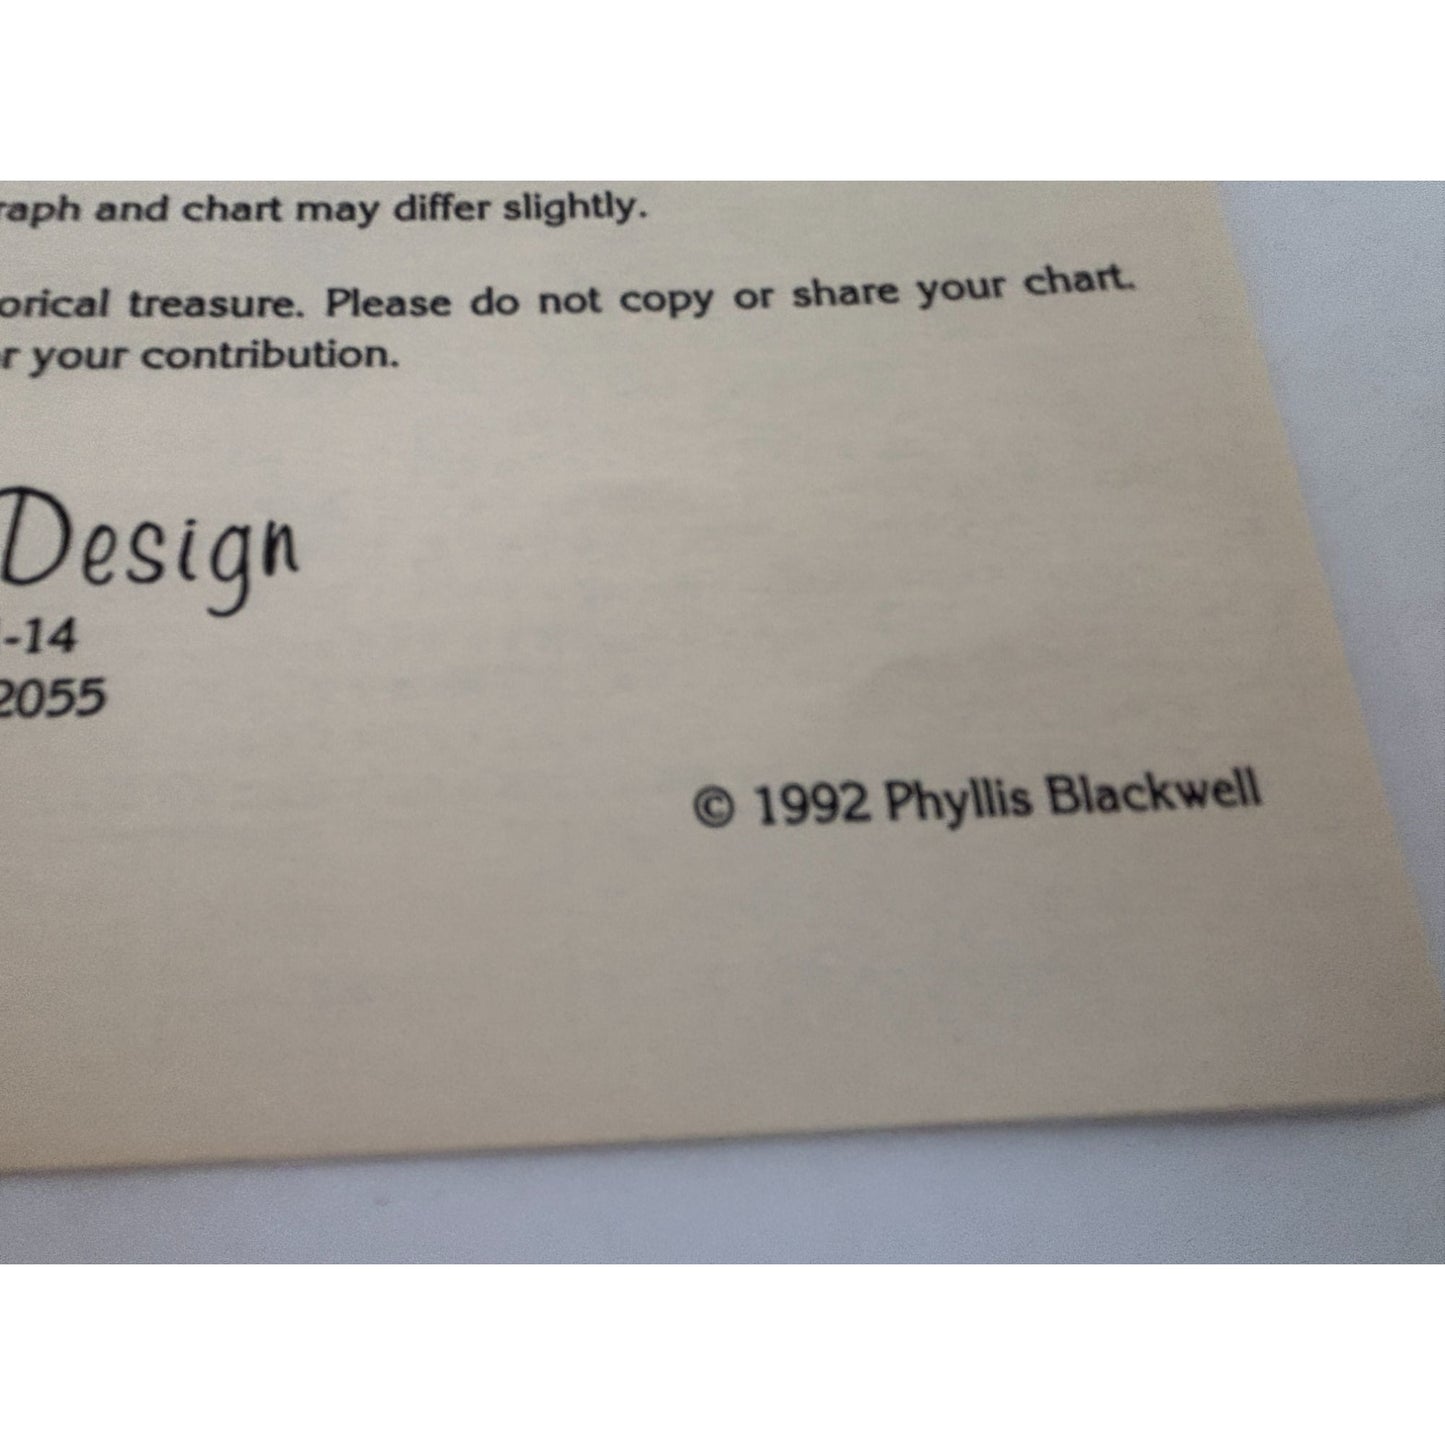 raph and chart may differ slightly.
orical treasure. Please do not copy or share your chart.
r your contribution.
Design
-14
2055
© 1992 Phyllis Blackwell